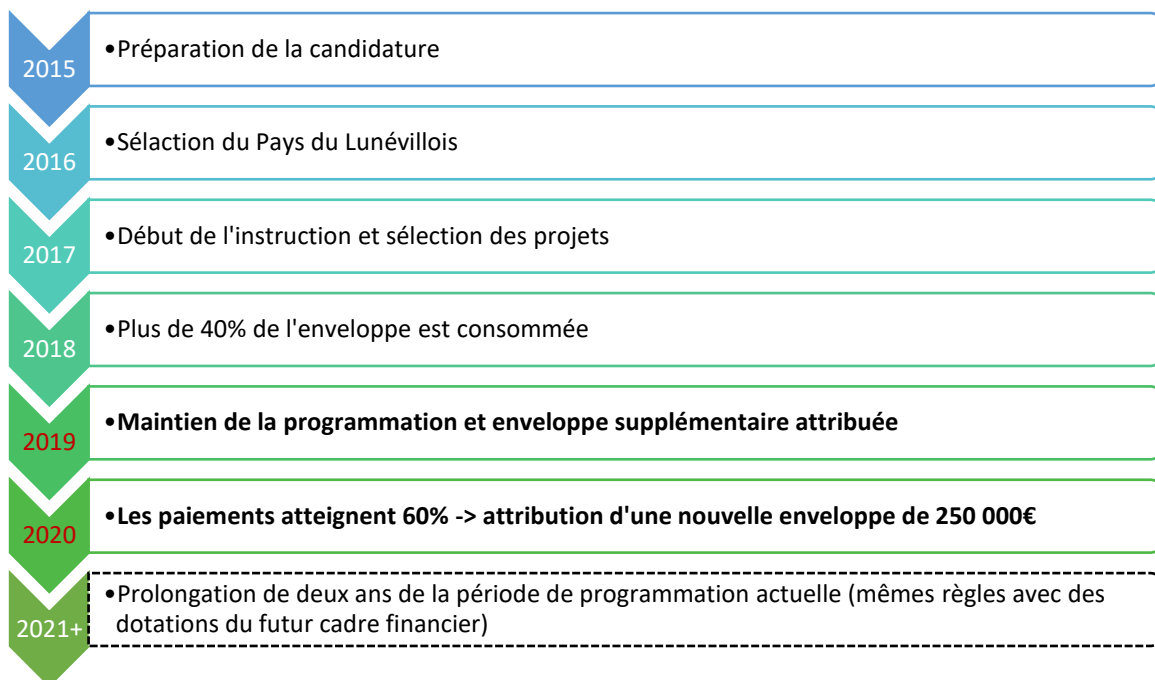 2015
•Préparation de la candidature
2016
•Sélection du Pays du Lunévillois
2017
•Début de l'instruction et sélection des projets
2018
•Plus de 40% de l'enveloppe est consommée
2019
•Maintien de la programmation et enveloppe supplémentaire attribuée
2020
•Les paiements atteignent 60% -> attribution d'une nouvelle enveloppe de 250 000€
2021+
•Prolongation de deux ans de la période de programmation actuelle (mêmes règles avec des
dotations du futur cadre financier)